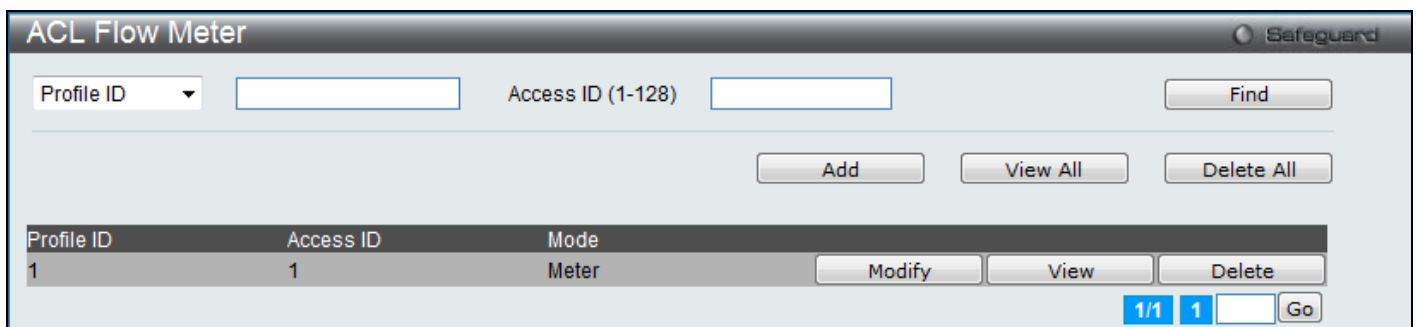 ACL Flow Meter Safeguard
Profile ID Access ID (1-128) Find
Add View All Delete All
Profile ID Access ID Mode
1 1 Meter Modify View Delete
1/1 1 Go